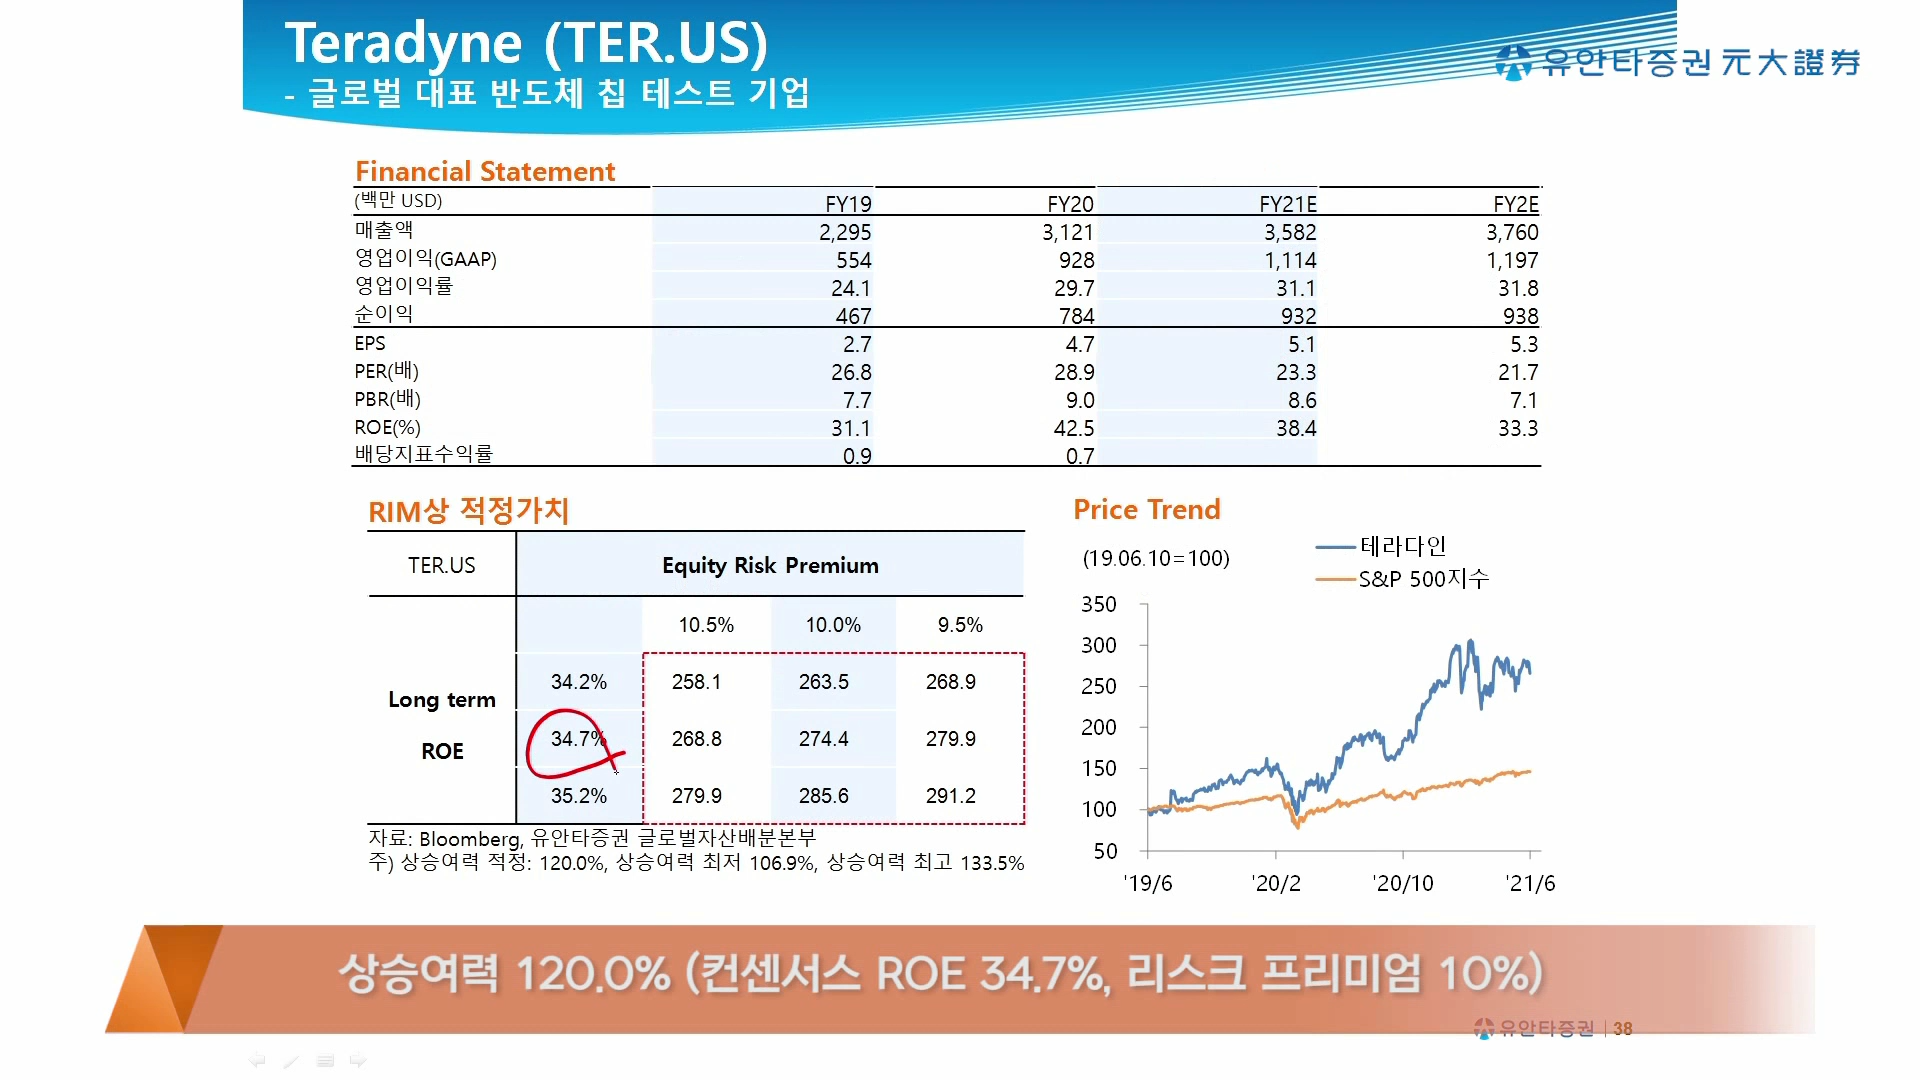 Teradyne (TER.US)
- 글로벌 대표 반도체 칩 테스트 기업
유안타증권 元大證券
Financial Statement
(백만 USD) FY19 FY20 FY21E FY2E
매출액 2,295 3,121 3,582 3,760
영업이익(GAAP) 554 928 1,114 1,197
영업이익률 24.1 29.7 31.1 31.8
순이익 467 784 932 938
EPS 2.7 4.7 5.1 5.3
PER(배) 26.8 28.9 23.3 21.7
PBR(배) 7.7 9.0 8.6 7.1
ROE(%) 31.1 42.5 38.4 33.3
배당지표수익률 0.9 0.7
RIM상 적정가치
TER.US Equity Risk Premium
10.5% 10.0% 9.5%
Long term ROE
34.2% 258.1 263.5 268.9
34.7% 268.8 274.4 279.9
35.2% 279.9 285.6 291.2
자료: Bloomberg, 유안타증권 글로벌자산배분본부
주) 상승여력 적정: 120.0%, 상승여력 최저 106.9%, 상승여력 최고 133.5%
Price Trend
(19.06.10=100)
테라다인
S&P 500지수
350
300
250
200
150
100
50
'19/6 '20/2 '20/10 '21/6
상승여력 120.0% (컨센서스 ROE 34.7%, 리스크 프리미엄 10%)
유안타증권 | 38